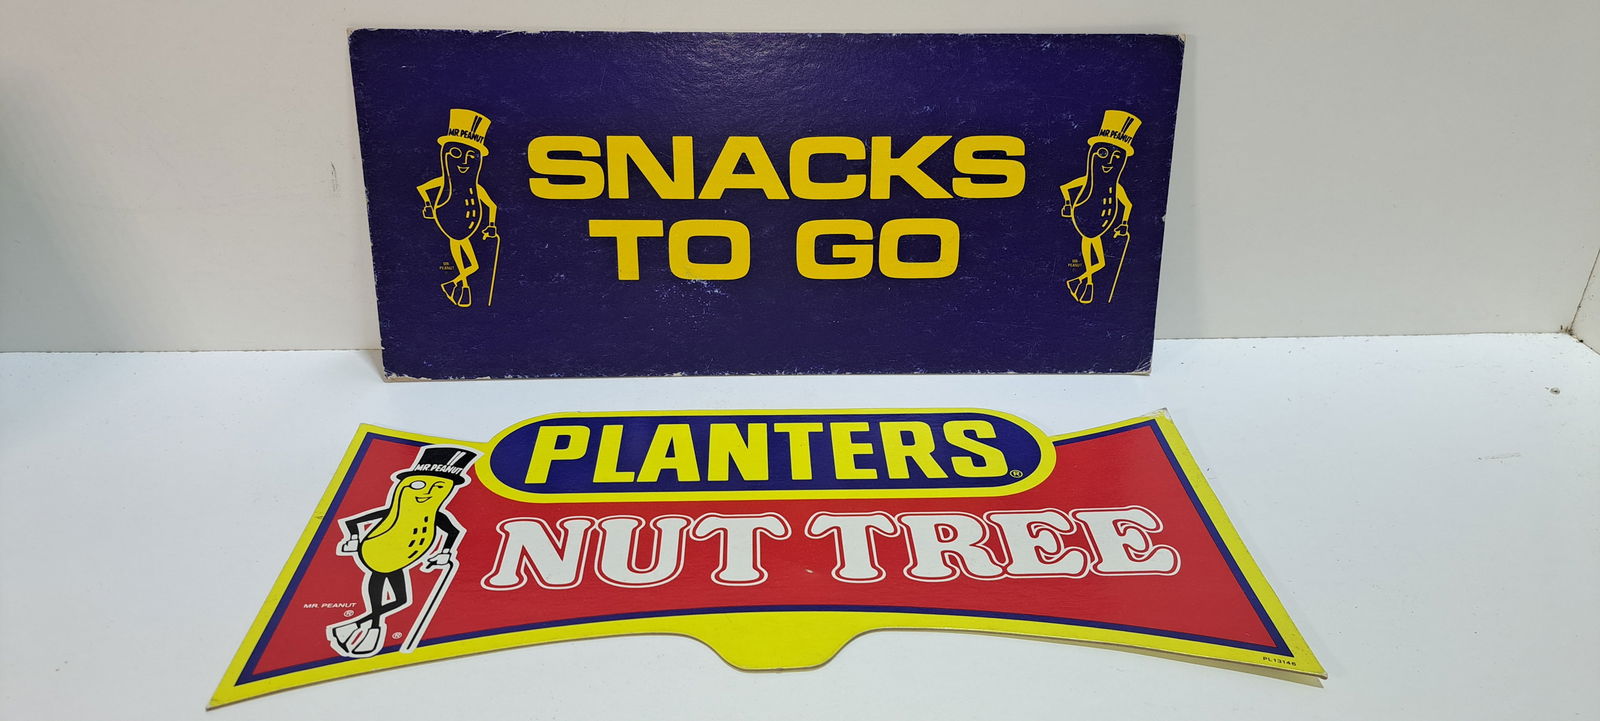 MR. PEANUT
MR. PEANUT
SNACKS
TO GO
MR.
PEANUT
MR.
PEANUT
PLANTERS®
MR. PEANUT
NUT TREE
MR. PEANUT
®
®
PL13146